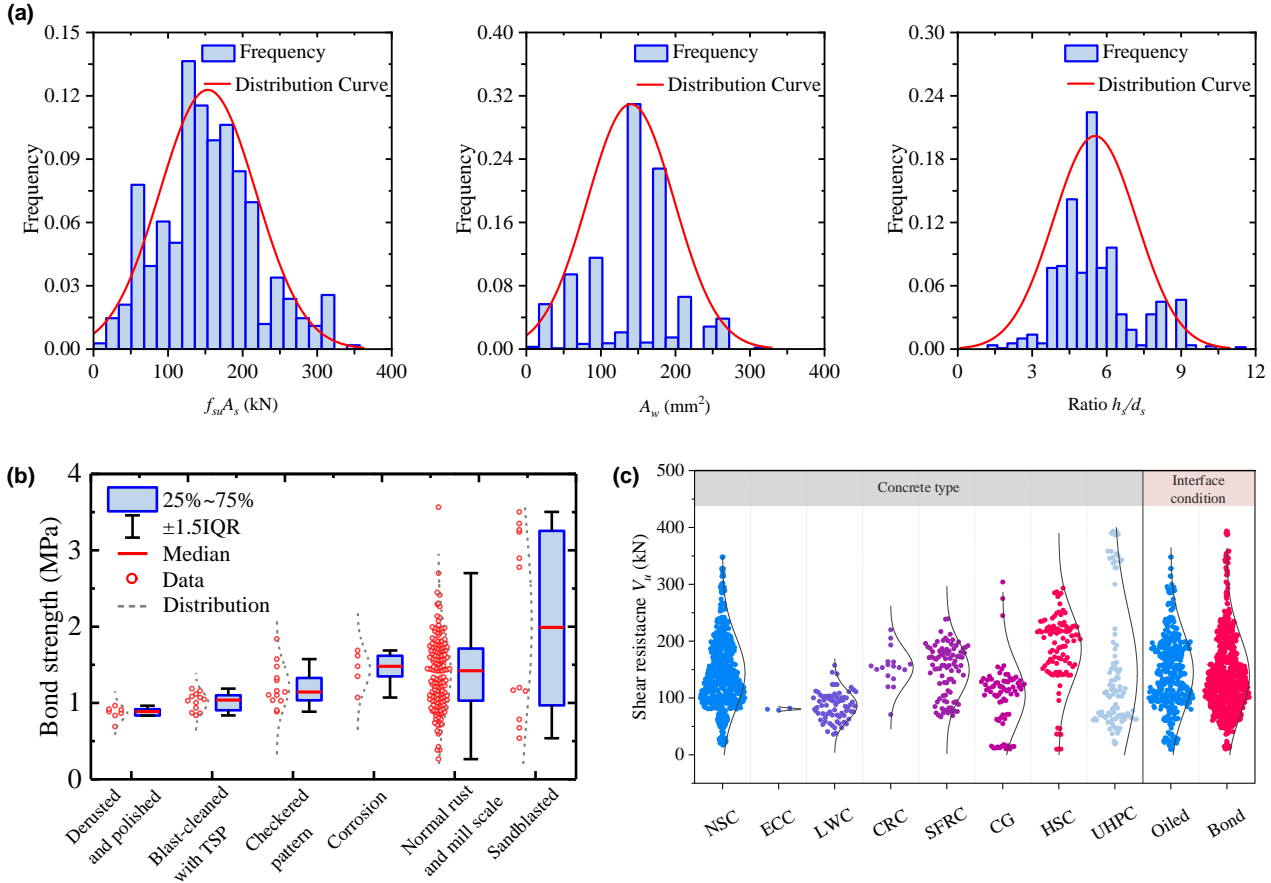 (a)
0.15
0.12
0.09
0.06
0.03
0.00
Frequency
Frequency
Distribution Curve
0 100 200 300 400
f_su A_s (kN)
0.40
0.32
0.24
0.16
0.08
0.00
Frequency
Frequency
Distribution Curve
0 100 200 300 400
A_w (mm²)
0.30
0.24
0.18
0.12
0.06
0.00
Frequency
Frequency
Distribution Curve
0 3 6 9 12
Ratio h_s/d_s
(b)
4
3
2
1
0
Bond strength (MPa)
25%~75%
±1.5IQR
Median
Data
Distribution
Derusted
and polished
Blast-cleaned
with TSP
Checkered
pattern
Corrosion
Normal rust
and mill scale
Sandblasted
(c)
500
400
300
200
100
0
Shear resistacne V_u (kN)
Concrete type
Interface
condition
NSC
ECC
LWC
CRC
SFRC
CG
HSC
UHPC
Oiled
Bond